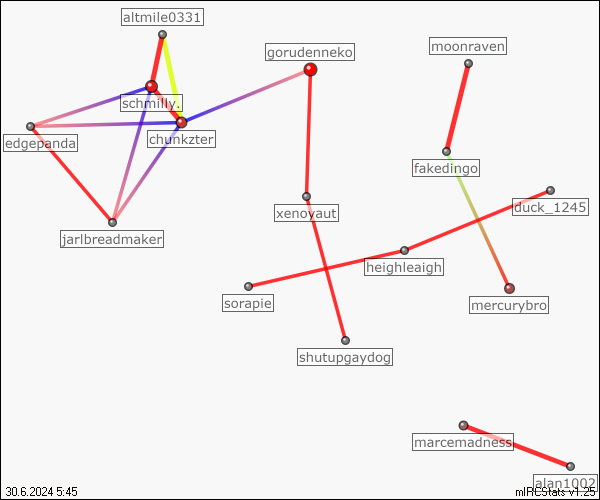 altmile0331
gorudenneko
moonraven
schmilly.
chunkzter
edgepanda
fakedingo
duck_1245
xenoyaut
jarlbreadmaker
heighleaigh
sorapie
mercurybro
shutupgaydog
marcemadness
alan1002
30.6.2024 5:45
mIRCStats v1.25